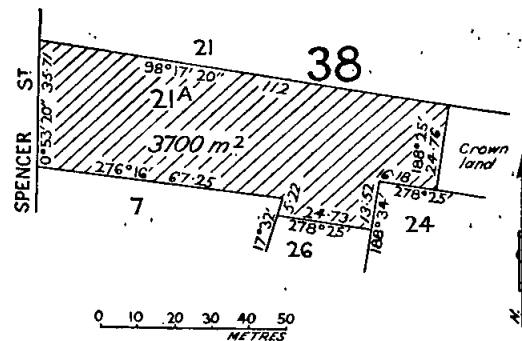 21
38
98°17'20"
112
SPENCER ST
0°53'20" 35·71
21A
3700 m²
188°25'
24·76
Crown
land
276°16'
67·25
7
5·22
17°32'
24·73
278°25'
26
13·52
188°34'
16·18
278°25'
24
0 10 20 30 40 50
METRES
N.